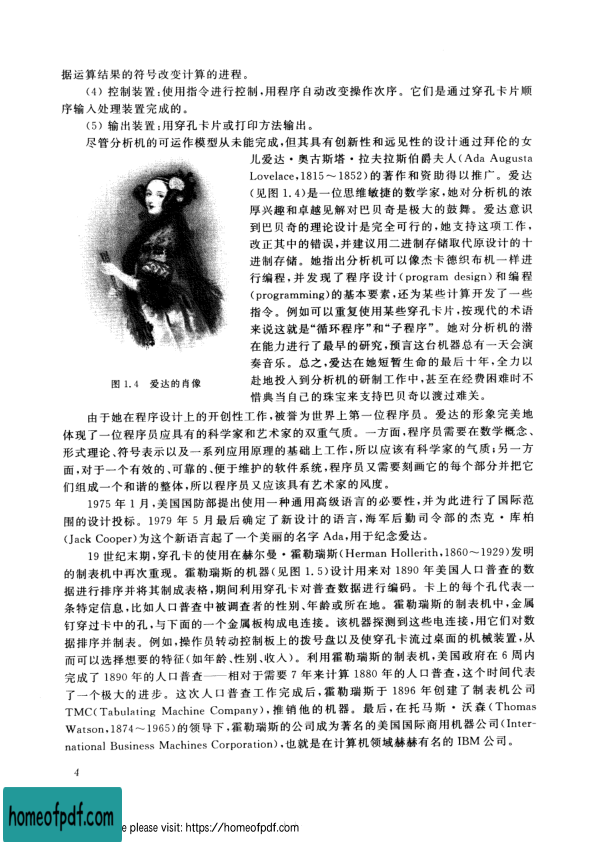 据运算结果的符号改变计算的进程。
(4) 控制装置:使用指令进行控制,用程序自动改变操作次序。它们是通过穿孔卡片顺
序输入处理装置完成的。
(5) 输出装置:用穿孔卡片或打印方法输出。
尽管分析机的可运作模型从未能完成,但其具有创新性和远见性的设计通过拜伦的女
儿爱达·奥古斯塔·拉夫拉斯伯爵夫人(Ada Augusta
Lovelace,1815～1852)的著作和资助得以推广。爱达
(见图 1.4)是一位思维敏捷的数学家,她对分析机的浓
厚兴趣和卓越见解对巴贝奇是极大的鼓舞。爱达意识
到巴贝奇的理论设计是完全可行的,她支持这项工作,
改正其中的错误,并建议用二进制存储取代原设计的十
进制存储。她指出分析机可以像杰卡德织布机一样进
行编程,并发现了程序设计(program design)和编程
(programming)的基本要素,还为某些计算开发了一些
指令。例如可以重复使用某些穿孔卡片,按现代的术语
来说这就是“循环程序”和“子程序”。她对分析机的潜
在能力进行了最早的研究,预言这台机器总有一天会演
奏音乐。总之,爱达在她短暂生命的最后十年,全力以
赴地投入到分析机的研制工作中,甚至在经费困难时不
惜典当自己的珠宝来支持巴贝奇以渡过难关。
图 1.4 爱达的肖像
由于她在程序设计上的开创性工作,被誉为世界上第一位程序员。爱达的形象完美地
体现了一位程序员应具有的科学家和艺术家的双重气质。一方面,程序员需要在数学概念、
形式理论、符号表示以及一系列应用原理的基础上工作,所以应该有科学家的气质;另一方
面,对于一个有效的、可靠的、便于维护的软件系统,程序员又需要刻画它的每个部分并把它
们组成一个和谐的整体,所以程序员又应该具有艺术家的风度。
1975 年 1 月,美国国防部提出使用一种通用高级语言的必要性,并为此进行了国际范
围的设计投标。1979 年 5 月最后确定了新设计的语言,海军后勤司令部的杰克·库柏
(Jack Cooper)为这个新语言起了一个美丽的名字 Ada,用于纪念爱达。
19 世纪末期,穿孔卡的使用在赫尔曼·霍勒瑞斯(Herman Hollerith,1860～1929)发明
的制表机中再次重现。霍勒瑞斯的机器(见图 1.5)设计用来对 1890 年美国人口普查的数
据进行排序并将其制成表格,期间利用穿孔卡对普查数据进行编码。卡上的每个孔代表一
条特定信息,比如人口普查中被调查者的性别、年龄或所在地。霍勒瑞斯的制表机中,金属
钉穿过卡中的孔,与下面的一个金属板构成电连接。该机器探测到这些电连接,用它们对数
据排序并制表。例如,操作员转动控制板上的拨号盘以及使穿孔卡流过桌面的机械装置,从
而可以选择想要的特征(如年龄、性别、收入)。利用霍勒瑞斯的制表机,美国政府在 6 周内
完成了 1890 年的人口普查——相对于需要 7 年来计算 1880 年的人口普查,这个时间代表
了一个极大的进步。这次人口普查工作完成后,霍勒瑞斯于 1896 年创建了制表机公司
TMC(Tabulating Machine Company),推销他的机器。最后,在托马斯·沃森(Thomas
Watson,1874～1965)的领导下,霍勒瑞斯的公司成为著名的美国国际商用机器公司(Inter-
national Business Machines Corporation),也就是在计算机领域赫赫有名的 IBM 公司。
4
homeofpdf.com
e please visit: https://homeofpdf.com